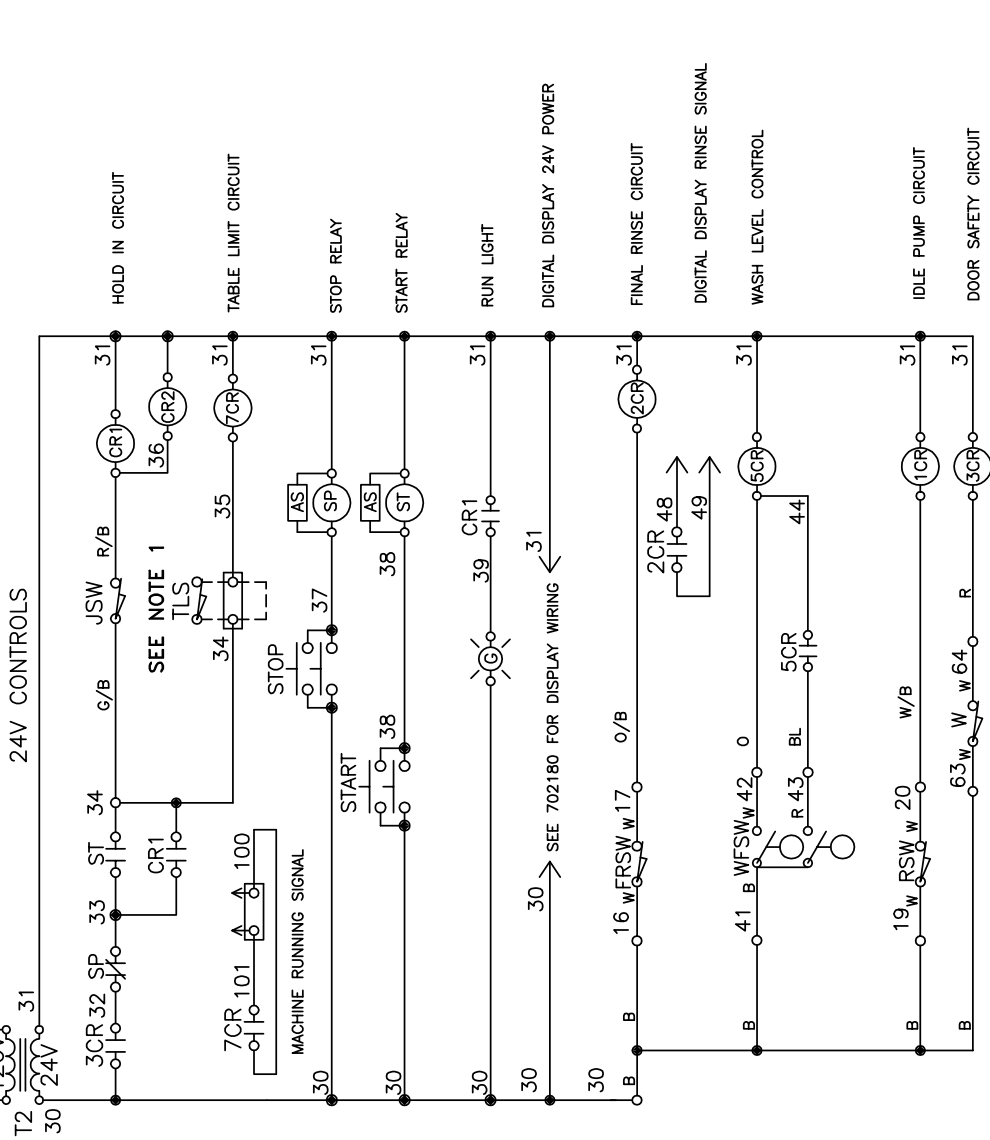 24V CONTROLS
T2
30
24V
31
3CR
32
SP
33
ST
34
G/B
JSW
R/B
CR1
31
HOLD IN CIRCUIT
CR1
36
CR2
SEE NOTE 1
TLS
34
35
7CR
31
TABLE LIMIT CIRCUIT
7CR
101
100
MACHINE RUNNING SIGNAL
30
STOP
37
AS
SP
31
STOP RELAY
30
START
38
38
AS
ST
START RELAY
30
G
39
CR1
31
RUN LIGHT
30
30
SEE 702180 FOR DISPLAY WIRING
31
DIGITAL DISPLAY 24V POWER
30
B
B
16
W
FRSW
W
17
O/B
2CR
31
FINAL RINSE CIRCUIT
2CR
48
49
DIGITAL DISPLAY RINSE SIGNAL
B
41
B
WFSW
W
42
O
5CR
31
WASH LEVEL CONTROL
R
43
BL
5CR
44
B
19
W
RSW
W
20
W/B
1CR
31
IDLE PUMP CIRCUIT
B
63
W
W
W
64
R
3CR
31
DOOR SAFETY CIRCUIT